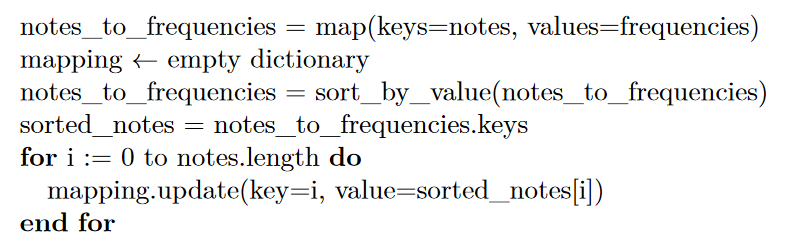 notes_to_frequencies = map(keys=notes, values=frequencies)
mapping ← empty dictionary
notes_to_frequencies = sort_by_value(notes_to_frequencies)
sorted_notes = notes_to_frequencies.keys
for i := 0 to notes.length do
mapping.update(key=i, value=sorted_notes[i])
end for